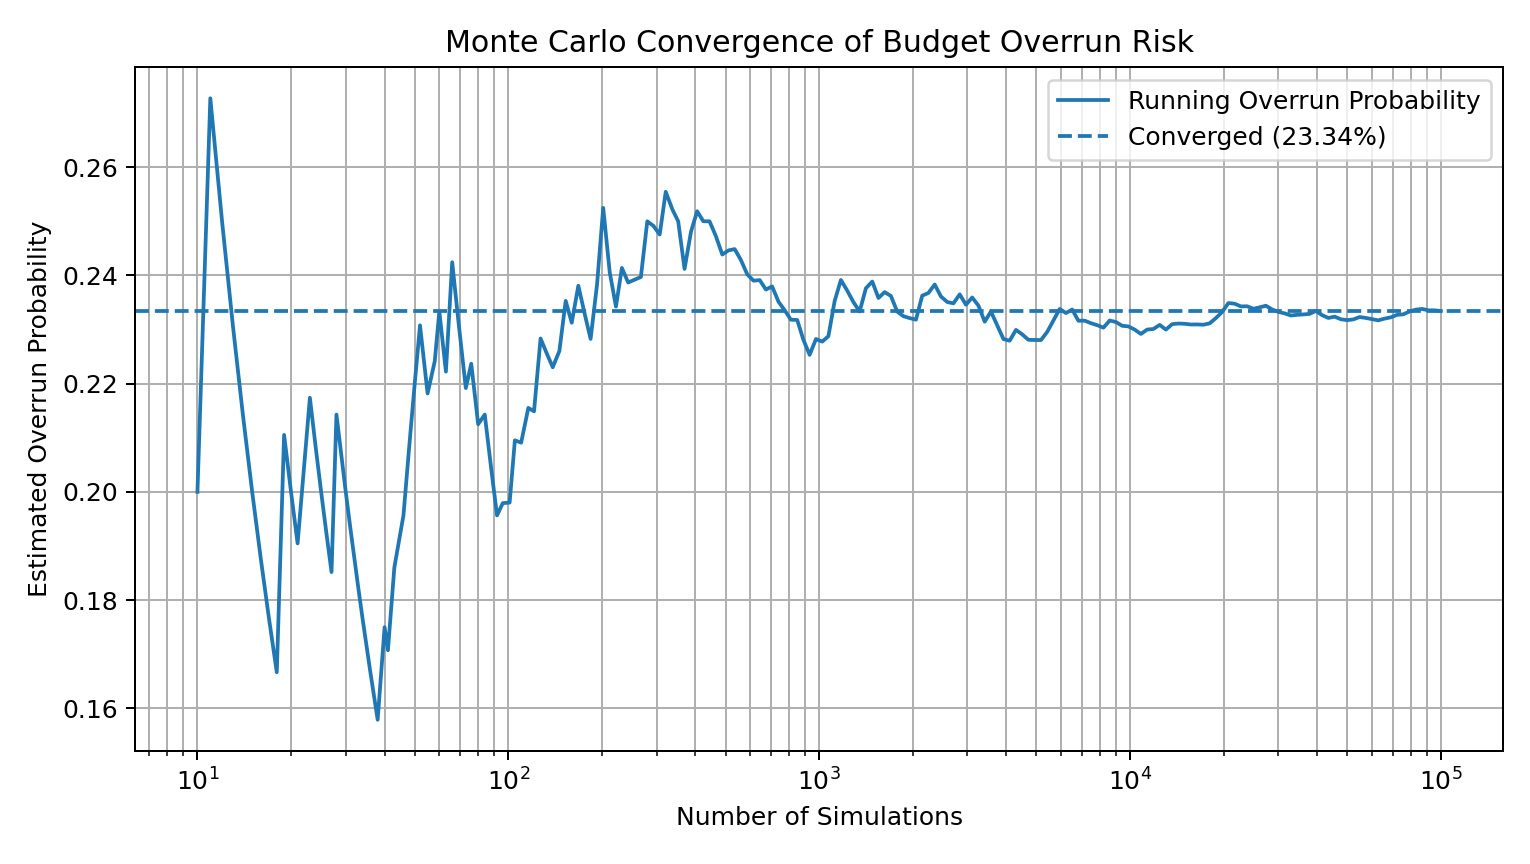 Monte Carlo Convergence of Budget Overrun Risk
Running Overrun Probability
Converged (23.34%)
Estimated Overrun Probability
0.26
0.24
0.22
0.20
0.18
0.16
10¹ 10² 10³ 10⁴ 10⁵
Number of Simulations